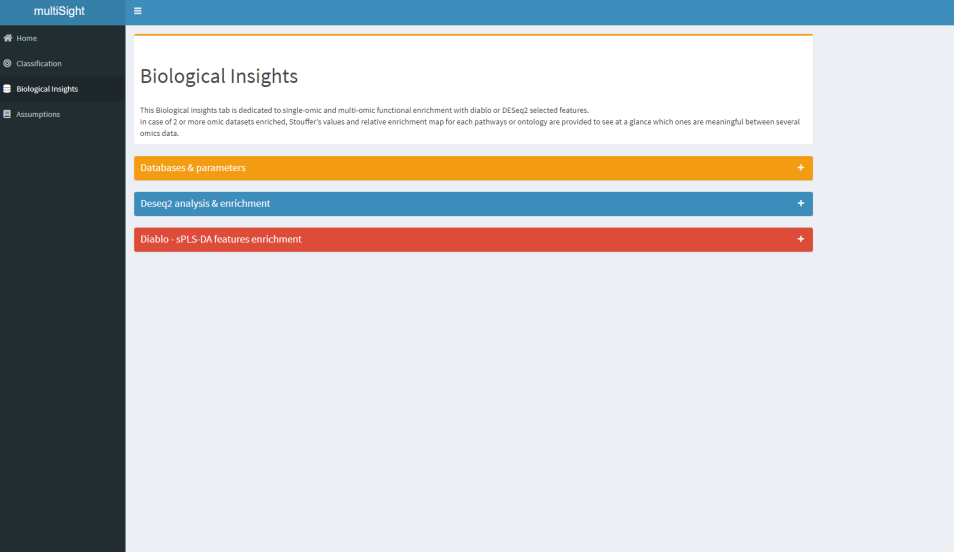 multiSight
Home
Classification
Biological Insights
Assumptions
Biological Insights
This Biological Insights tab is dedicated to single-omic and multi-omic functional enrichment with diablo or DESeq2 selected features.
In case of 2 or more omic datasets enriched, Stouffer's values and relative enrichment map for each pathways or ontology are provided to see at a glance which ones are meaningful between several
omics data.
Databases & parameters
Deseq2 analysis & enrichment
Diablo - sPLS-DA features enrichment